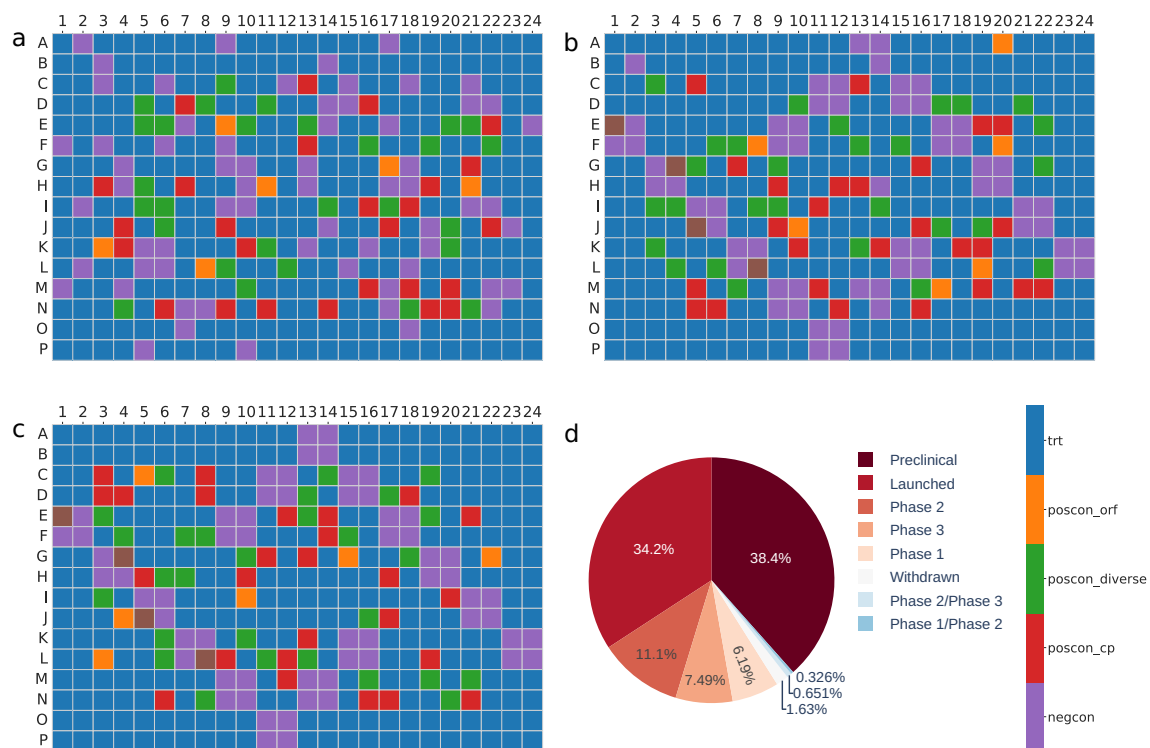 a
1 2 3 4 5 6 7 8 9 10 11 12 13 14 15 16 17 18 19 20 21 22 23 24
A
B
C
D
E
F
G
H
I
J
K
L
M
N
O
P
b
1 2 3 4 5 6 7 8 9 10 11 12 13 14 15 16 17 18 19 20 21 22 23 24
A
B
C
D
E
F
G
H
I
J
K
L
M
N
O
P
c
1 2 3 4 5 6 7 8 9 10 11 12 13 14 15 16 17 18 19 20 21 22 23 24
A
B
C
D
E
F
G
H
I
J
K
L
M
N
O
P
d
34.2%
38.4%
11.1%
7.49%
6.19%
0.326%
0.651%
1.63%
Preclinical
Launched
Phase 2
Phase 3
Phase 1
Withdrawn
Phase 2/Phase 3
Phase 1/Phase 2
trt
poscon_orf
poscon_diverse
poscon_cp
negcon